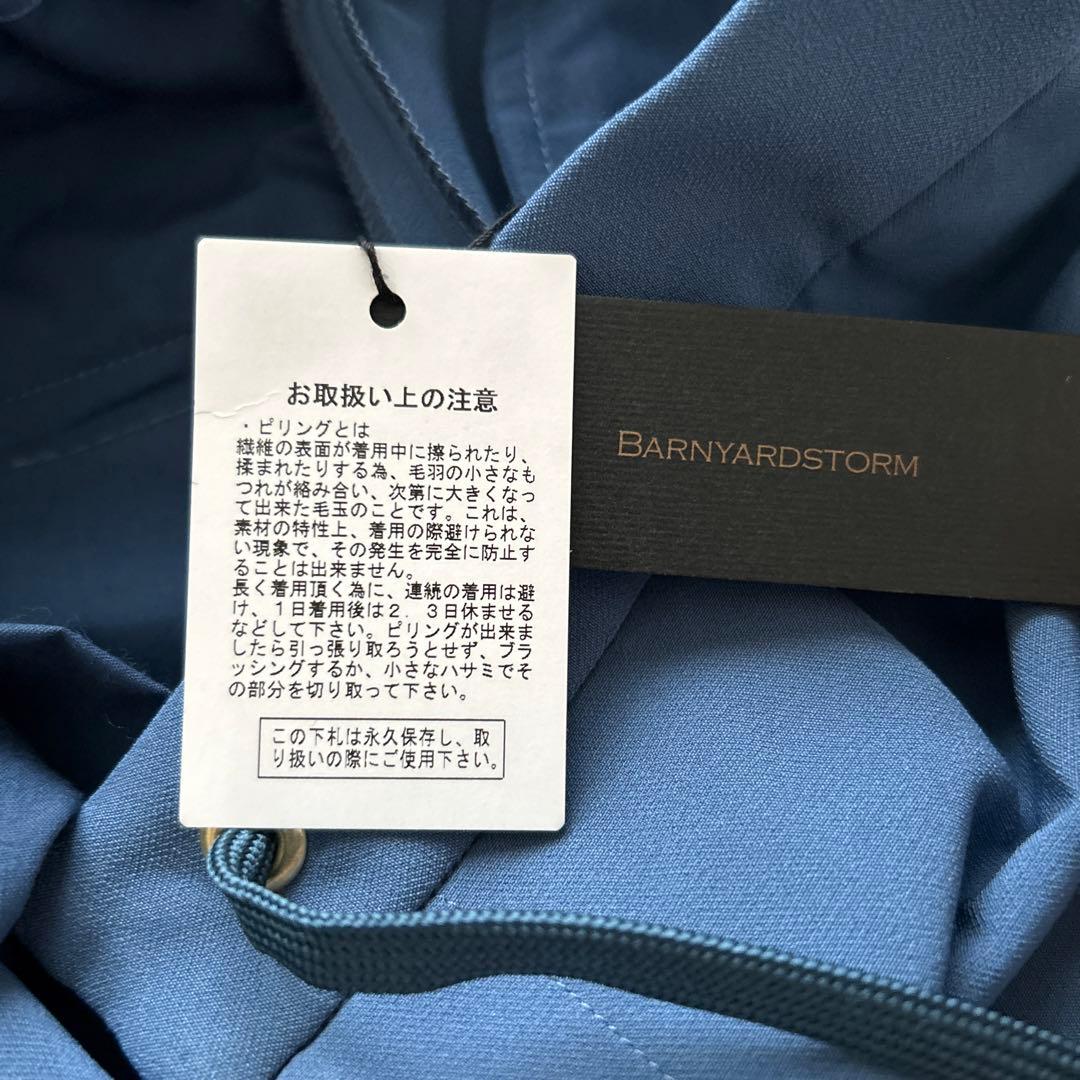 お取扱い上の注意
・ピリングとは
繊維の表面が着用中に擦られたり、
揉まれたりする為、毛羽の小さなも
つれが絡み合い、次第に大きくなっ
て出来た毛玉のことです。これは、
素材の特性上、着用の際避けられな
い現象で、その発生を完全に防止す
ることは出来ません。
長く着用頂く為に、連続の着用は避
け、1日着用後は2．3日休ませる
などして下さい。ピリングが出来ま
したら引っ張り取ろうとせず、ブラ
ッシングするか、小さなハサミでそ
の部分を切り取って下さい。
この下札は永久保存し、取
り扱いの際にご使用下さい。
BARNYARDSTORM